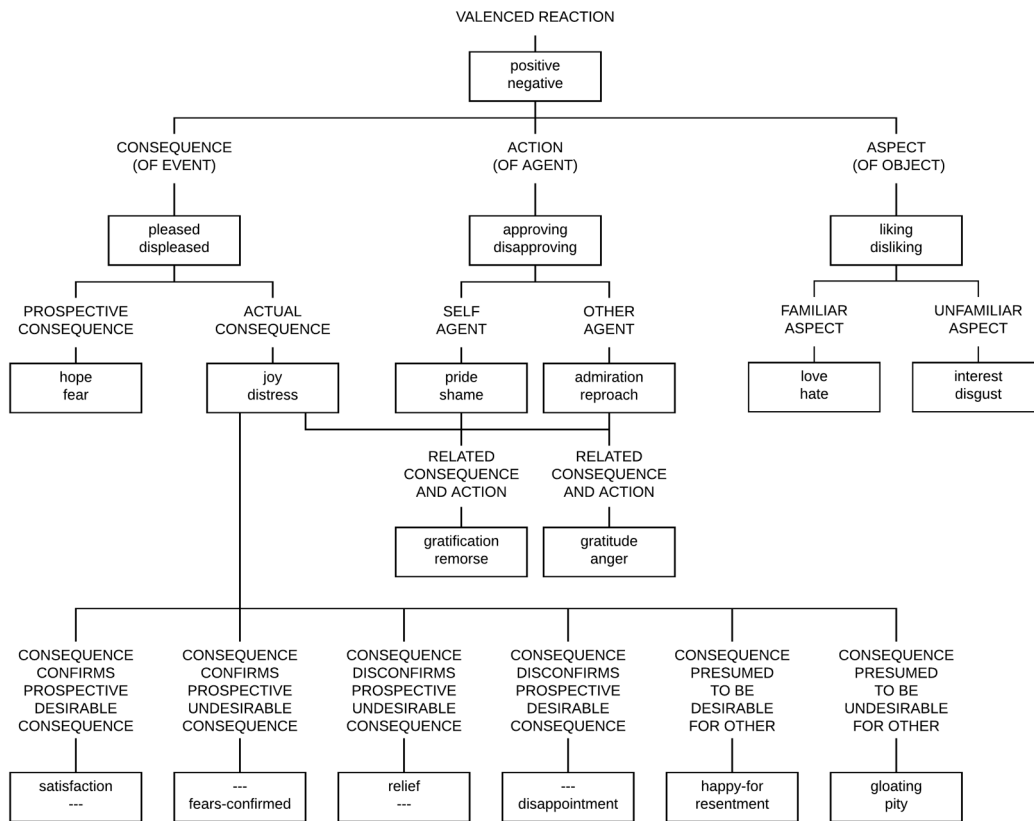 VALENCED REACTION
positive
negative
CONSEQUENCE
(OF EVENT)
ACTION
(OF AGENT)
ASPECT
(OF OBJECT)
pleased
displeased
approving
disapproving
liking
disliking
PROSPECTIVE
CONSEQUENCE
ACTUAL
CONSEQUENCE
SELF
AGENT
OTHER
AGENT
FAMILIAR
ASPECT
UNFAMILIAR
ASPECT
hope
fear
joy
distress
pride
shame
admiration
reproach
love
hate
interest
disgust
RELATED
CONSEQUENCE
AND ACTION
RELATED
CONSEQUENCE
AND ACTION
gratification
remorse
gratitude
anger
CONSEQUENCE
CONFIRMS
PROSPECTIVE
DESIRABLE
CONSEQUENCE
CONSEQUENCE
CONFIRMS
PROSPECTIVE
UNDESIRABLE
CONSEQUENCE
CONSEQUENCE
DISCONFIRMS
PROSPECTIVE
UNDESIRABLE
CONSEQUENCE
CONSEQUENCE
DISCONFIRMS
PROSPECTIVE
DESIRABLE
CONSEQUENCE
CONSEQUENCE
PRESUMED
TO BE
DESIRABLE
FOR OTHER
CONSEQUENCE
PRESUMED
TO BE
UNDESIRABLE
FOR OTHER
satisfaction
---
---
fears-confirmed
relief
---
---
disappointment
happy-for
resentment
gloating
pity